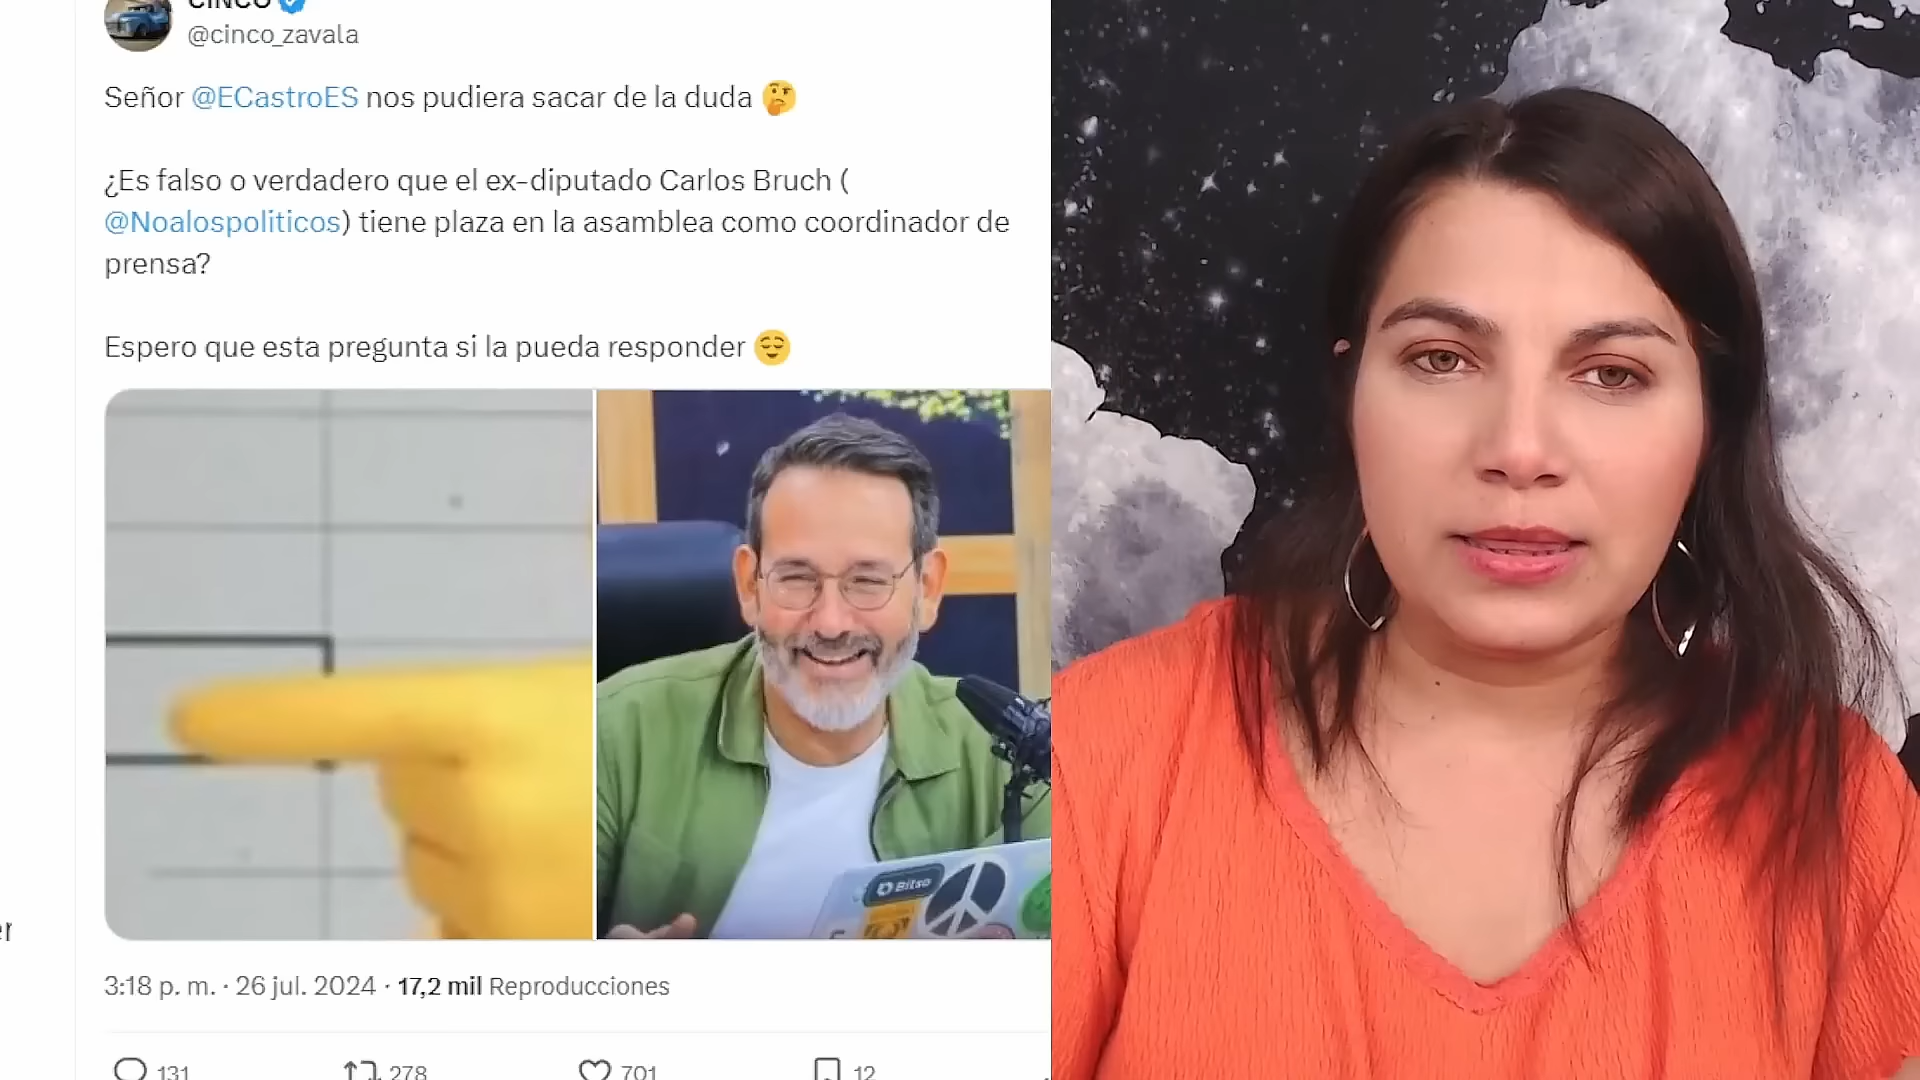 CINCO
@cinco_zavala
Señor @ECastroES nos pudiera sacar de la duda 🤔
¿Es falso o verdadero que el ex-diputado Carlos Bruch (
@Noalospoliticos) tiene plaza en la asamblea como coordinador de
prensa?
Espero que esta pregunta si la pueda responder 😌
Bitso
3:18 p. m. · 26 jul. 2024 · 17,2 mil Reproducciones
131 278 701 12